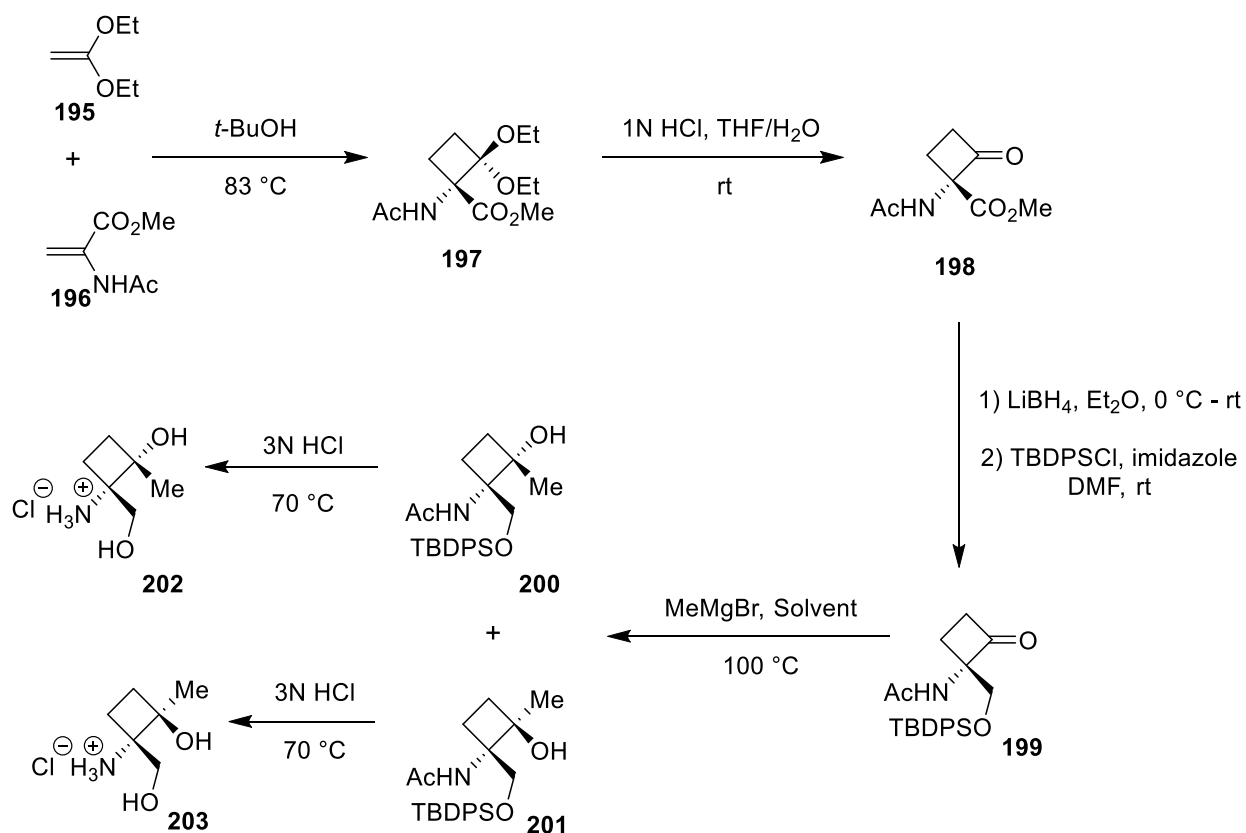 OEt
OEt
195
+
CO2Me
NHAc
196
t-BuOH
83 °C
OEt
OEt
AcHN
CO2Me
197
1N HCl, THF/H2O
rt
O
AcHN
CO2Me
198
1) LiBH4, Et2O, 0 °C - rt
2) TBDPSCl, imidazole
DMF, rt
O
AcHN
TBDPSO
199
MeMgBr, Solvent
100 °C
OH
Me
AcHN
TBDPSO
200
+
Me
OH
AcHN
TBDPSO
201
3N HCl
70 °C
OH
Me
Cl⊖ H3N⊕
HO
202
3N HCl
70 °C
Me
OH
Cl⊖ H3N⊕
HO
203